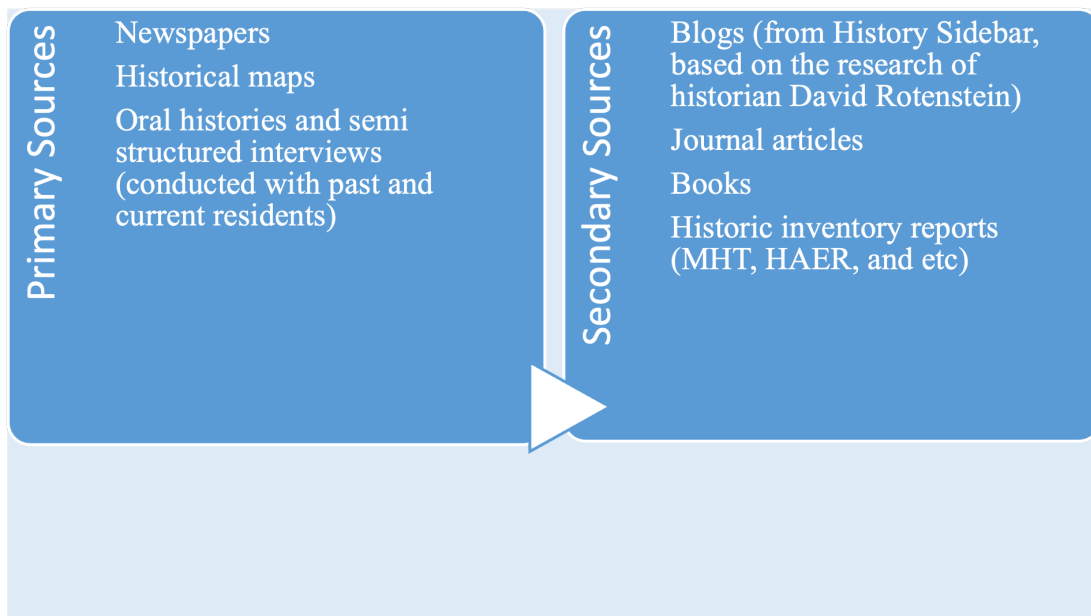 Primary Sources
Newspapers
Historical maps
Oral histories and semi
structured interviews
(conducted with past and
current residents)
Secondary Sources
Blogs (from History Sidebar,
based on the research of
historian David Rotenstein)
Journal articles
Books
Historic inventory reports
(MHT, HAER, and etc)